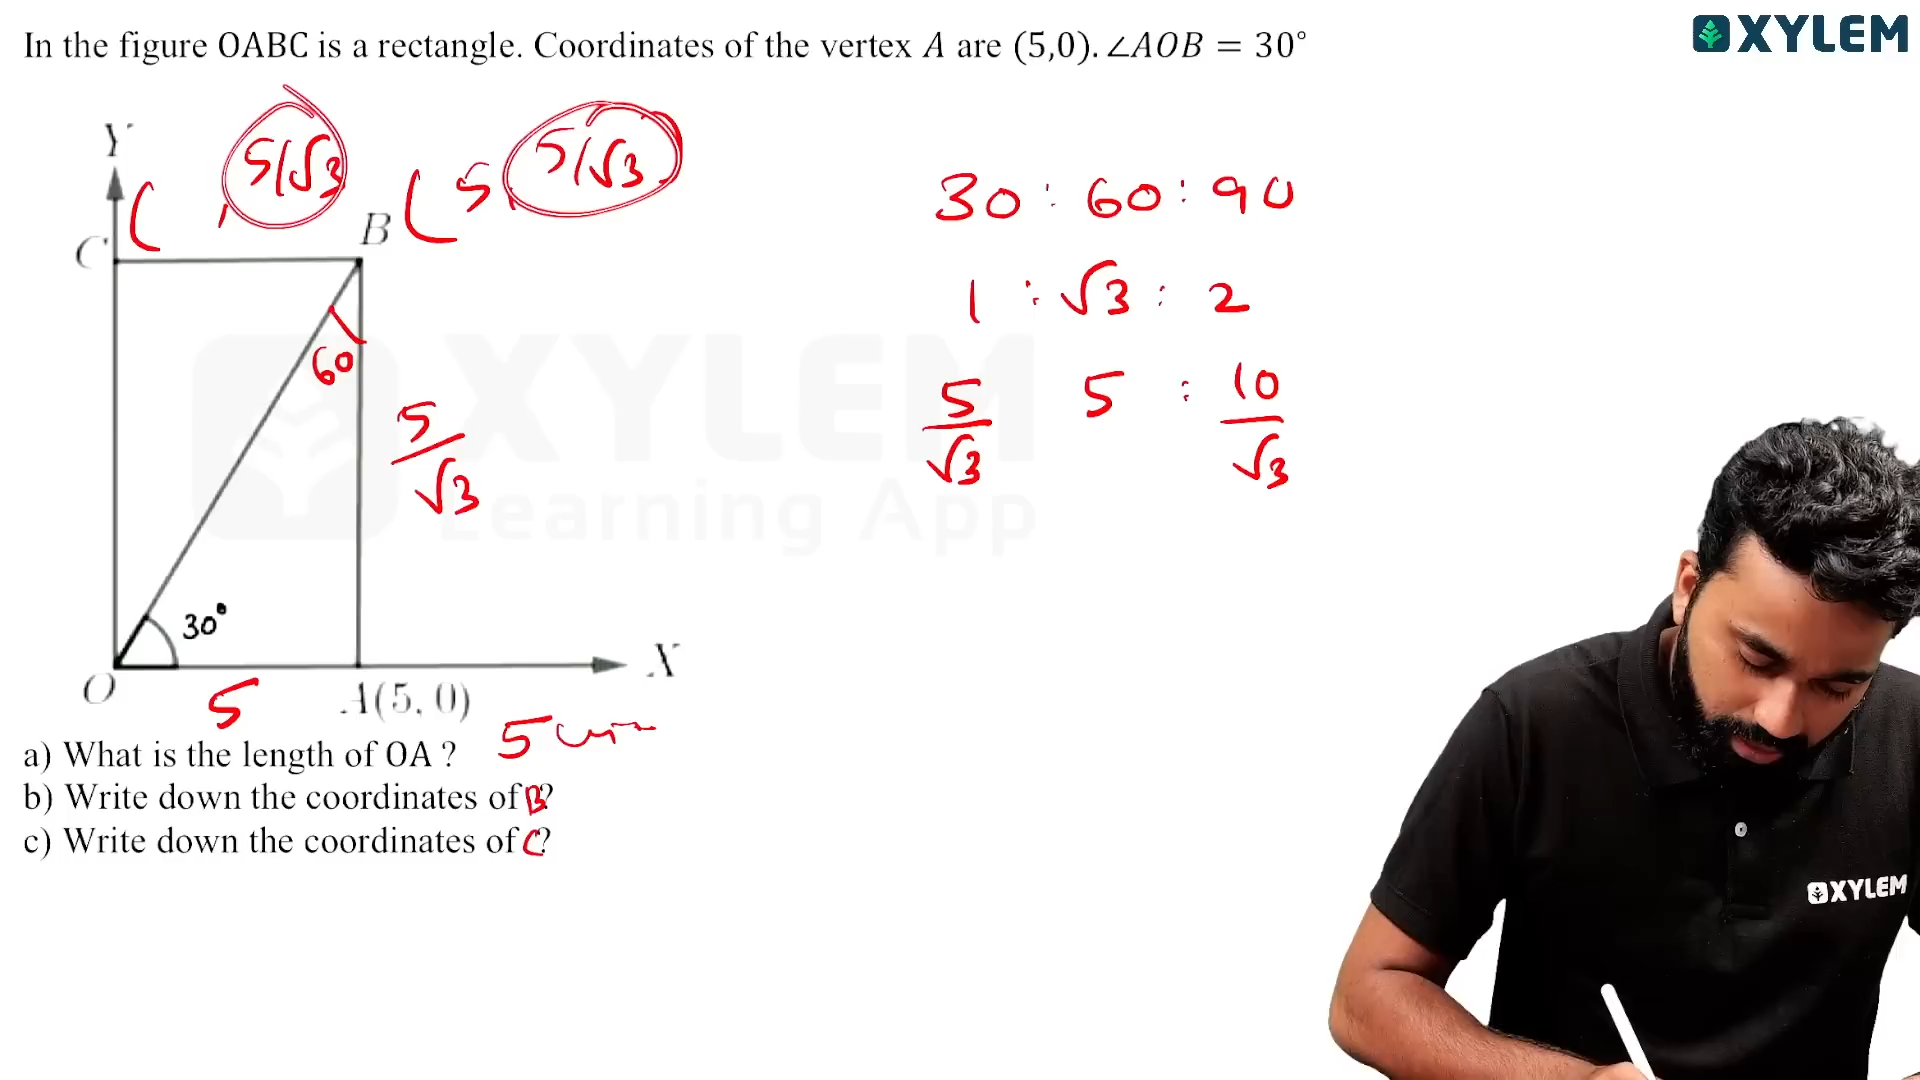 In the figure OABC is a rectangle. Coordinates of the vertex A are (5,0). ∠AOB = 30°
XYLEM
Y
( , 5/√3
( 5, 5/√3
C
B
60
5/√3
30°
O
5
A(5, 0)
X
30 : 60 : 90
1 : √3 : 2
5/√3 5 : 10/√3
XYLEM
Learning App
a) What is the length of OA ? 5
b) Write down the coordinates of B?
c) Write down the coordinates of C?
XYLEM